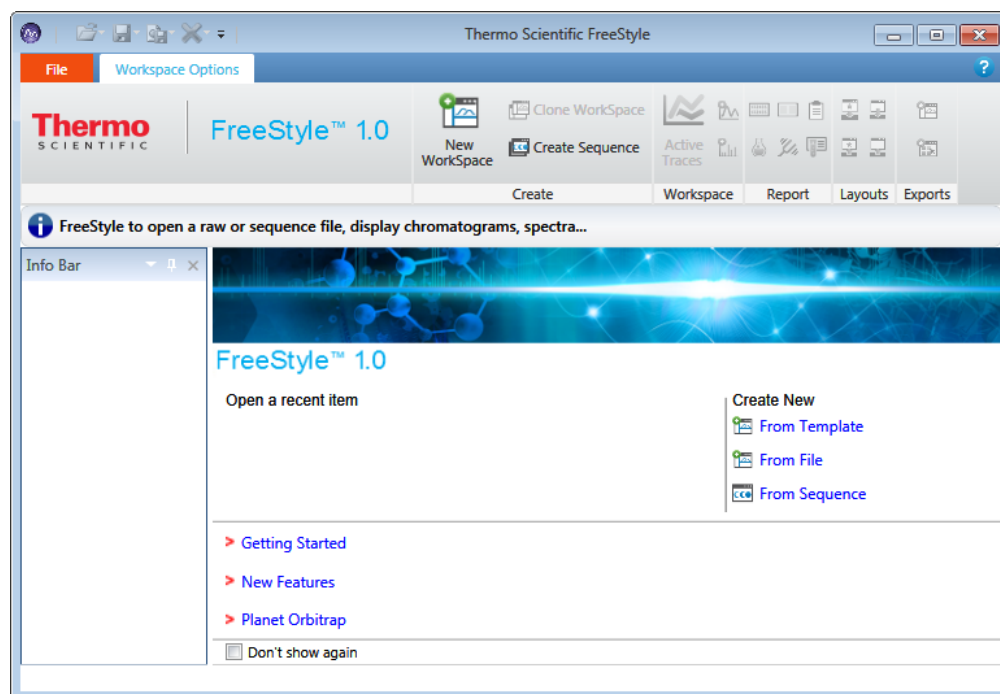 Thermo Scientific FreeStyle
File
Workspace Options
?
Thermo
SCIENTIFIC
FreeStyle™ 1.0
New
WorkSpace
Clone WorkSpace
Create Sequence
Active
Traces
Create
Workspace
Report
Layouts
Exports
FreeStyle to open a raw or sequence file, display chromatograms, spectra...
Info Bar
FreeStyle™ 1.0
Open a recent item
Create New
From Template
From File
From Sequence
> Getting Started
> New Features
> Planet Orbitrap
Don't show again